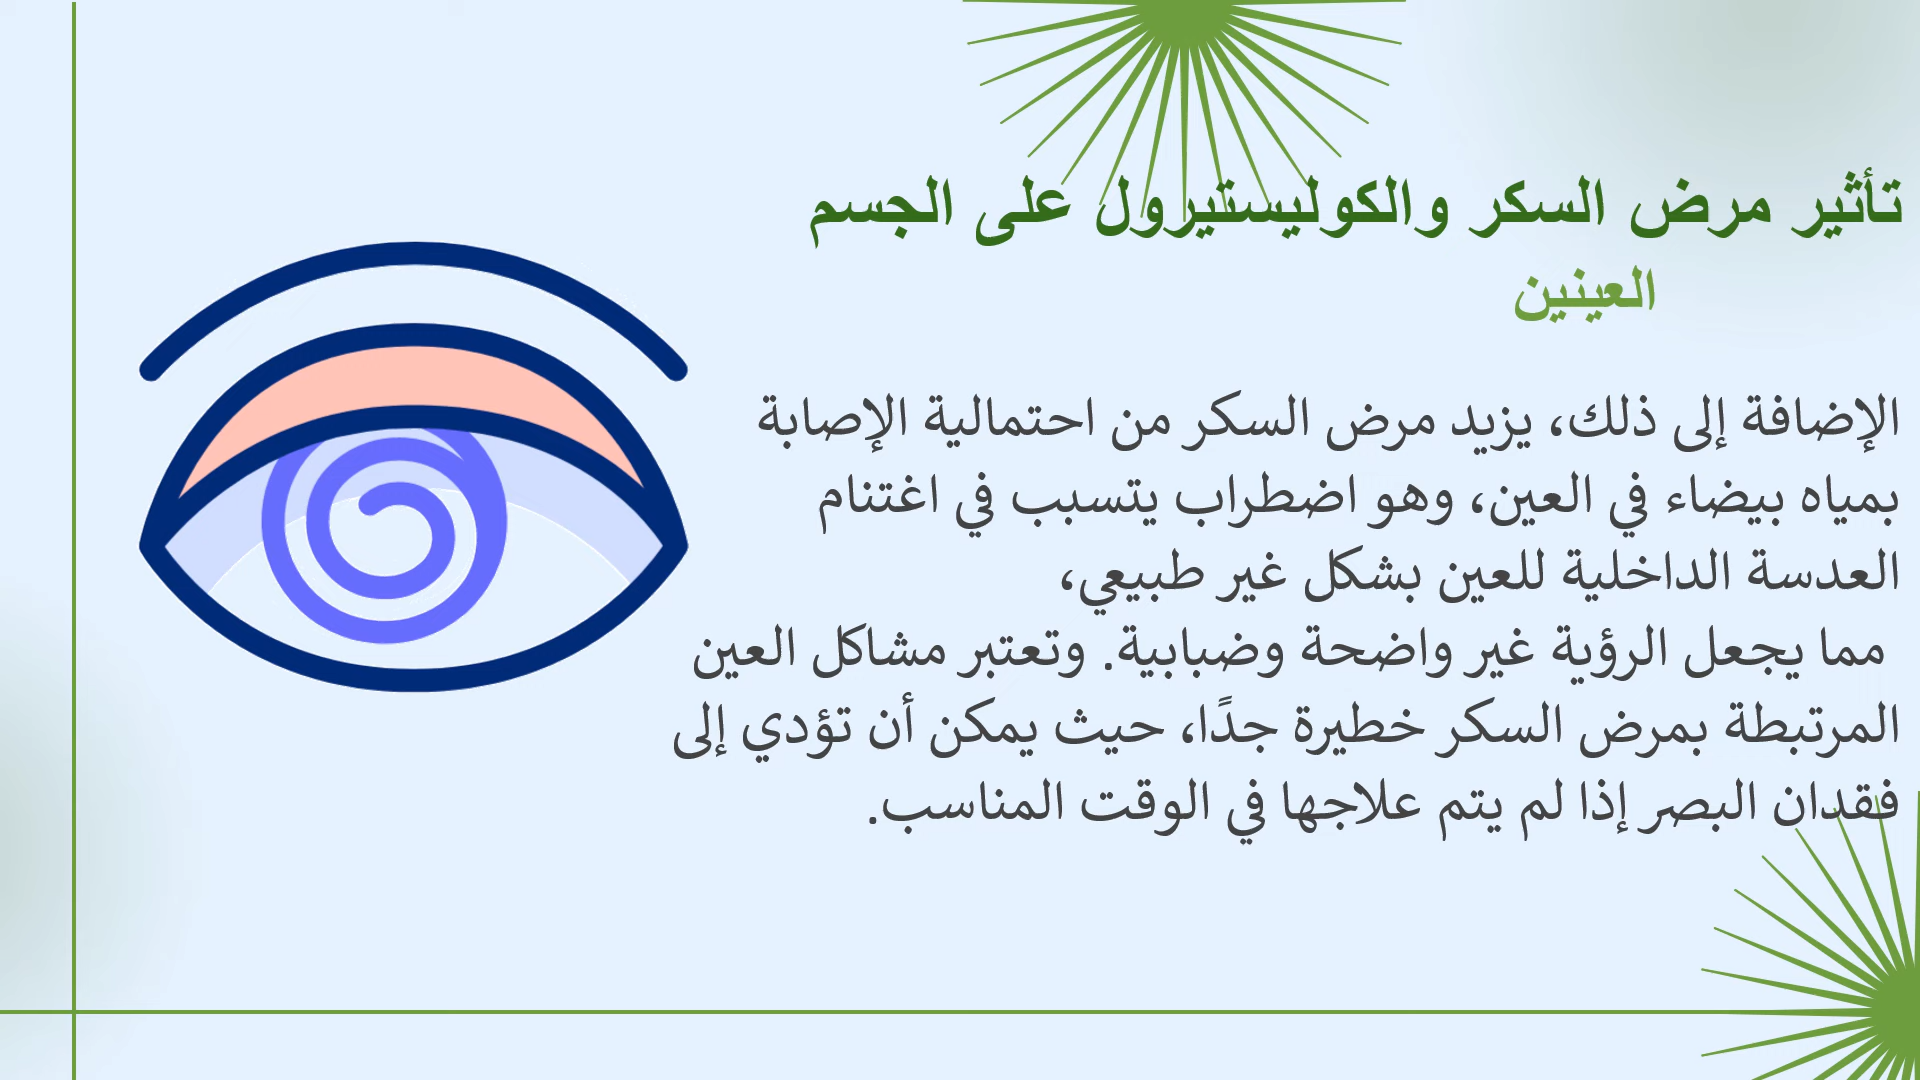 تأثير مرض السكر والكوليستيرول على الجسم
العينين
الإضافة إلى ذلك، يزيد مرض السكر من احتمالية الإصابة
بمياه بيضاء في العين، وهو اضطراب يتسبب في اغتنام
العدسة الداخلية للعين بشكل غير طبيعي،
مما يجعل الرؤية غير واضحة وضبابية. وتعتبر مشاكل العين
المرتبطة بمرض السكر خطيرة جدًا، حيث يمكن أن تؤدي إلى
فقدان البصر إذا لم يتم علاجها في الوقت المناسب.